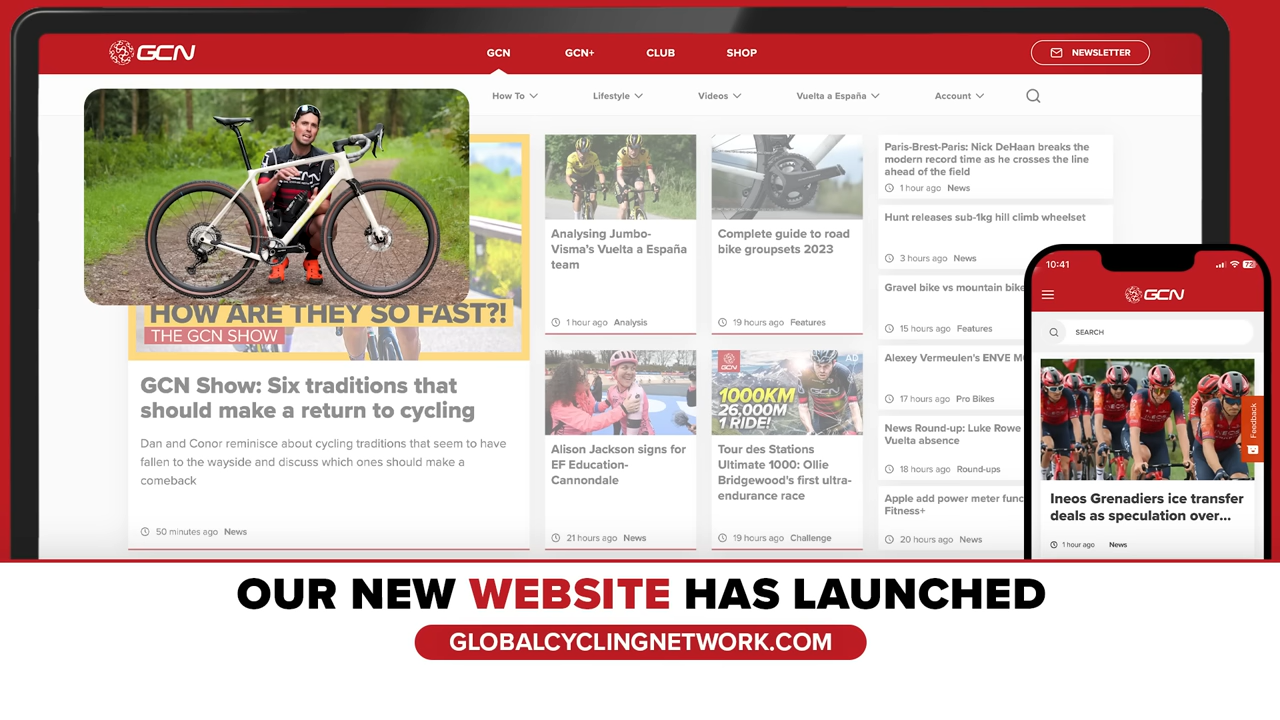 GCN
GCN
GCN+
CLUB
SHOP
NEWSLETTER
How To
Lifestyle
Videos
Vuelta a España
Account
HOW ARE THEY SO FAST?!
THE GCN SHOW
GCN Show: Six traditions that
should make a return to cycling
Dan and Conor reminisce about cycling traditions that seem to have
fallen to the wayside and discuss which ones should make a
comeback
50 minutes ago News
Analysing Jumbo-
Visma's Vuelta a España
team
1 hour ago Analysis
Complete guide to road
bike groupsets 2023
19 hours ago Features
Alison Jackson signs for
EF Education-
Cannondale
21 hours ago News
GCN
AD
1000KM
26,000M
1 RIDE!
Tour des Stations
Ultimate 1000: Ollie
Bridgewood's first ultra-
endurance race
19 hours ago Challenge
Paris-Brest-Paris: Nick DeHaan breaks the
modern record time as he crosses the line
ahead of the field
1 hour ago News
Hunt releases sub-1kg hill climb wheelset
3 hours ago News
Gravel bike vs mountain bike
15 hours ago Features
Alexey Vermeulen's ENVE M
17 hours ago Pro Bikes
News Round-up: Luke Rowe
Vuelta absence
18 hours ago Round-ups
Apple add power meter func
Fitness+
20 hours ago News
10:41
72
GCN
SEARCH
Feedback
Ineos Grenadiers ice transfer
deals as speculation over...
1 hour ago News
OUR NEW WEBSITE HAS LAUNCHED
GLOBALCYCLINGNETWORK.COM